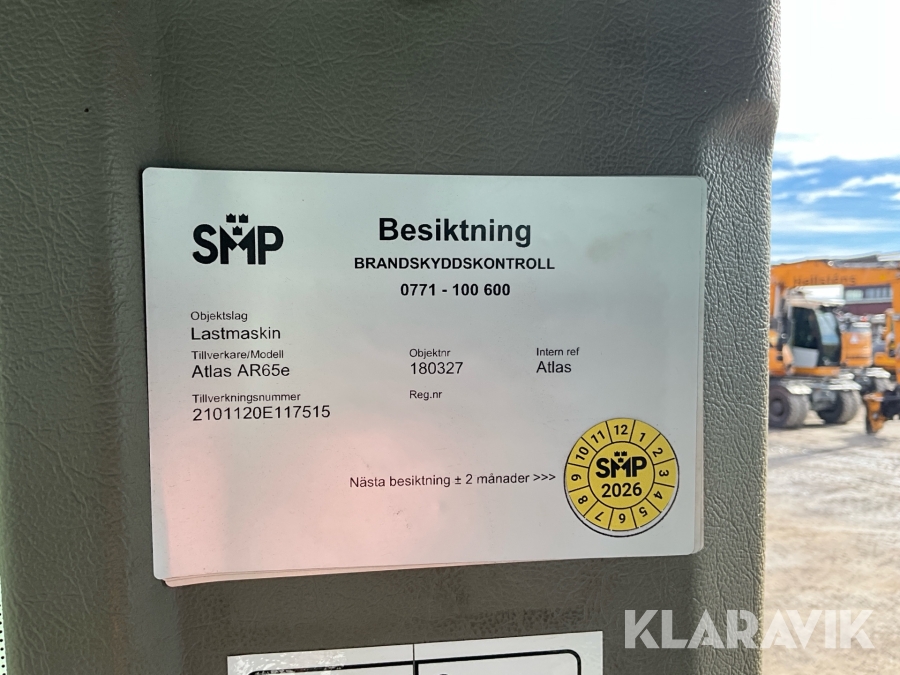 SMP
Besiktning
BRANDSKYDDSKONTROLL
0771 - 100 600
Objektslag
Lastmaskin
Tillverkare/Modell
Atlas AR65e
Objektnr
180327
Intern ref
Atlas
Tillverkningsnummer
2101120E117515
Reg.nr
Nästa besiktning ± 2 månader >>>
12 1 2 3 4 5 6 7 8 9 10 11
SMP
2026
KLARAVIK